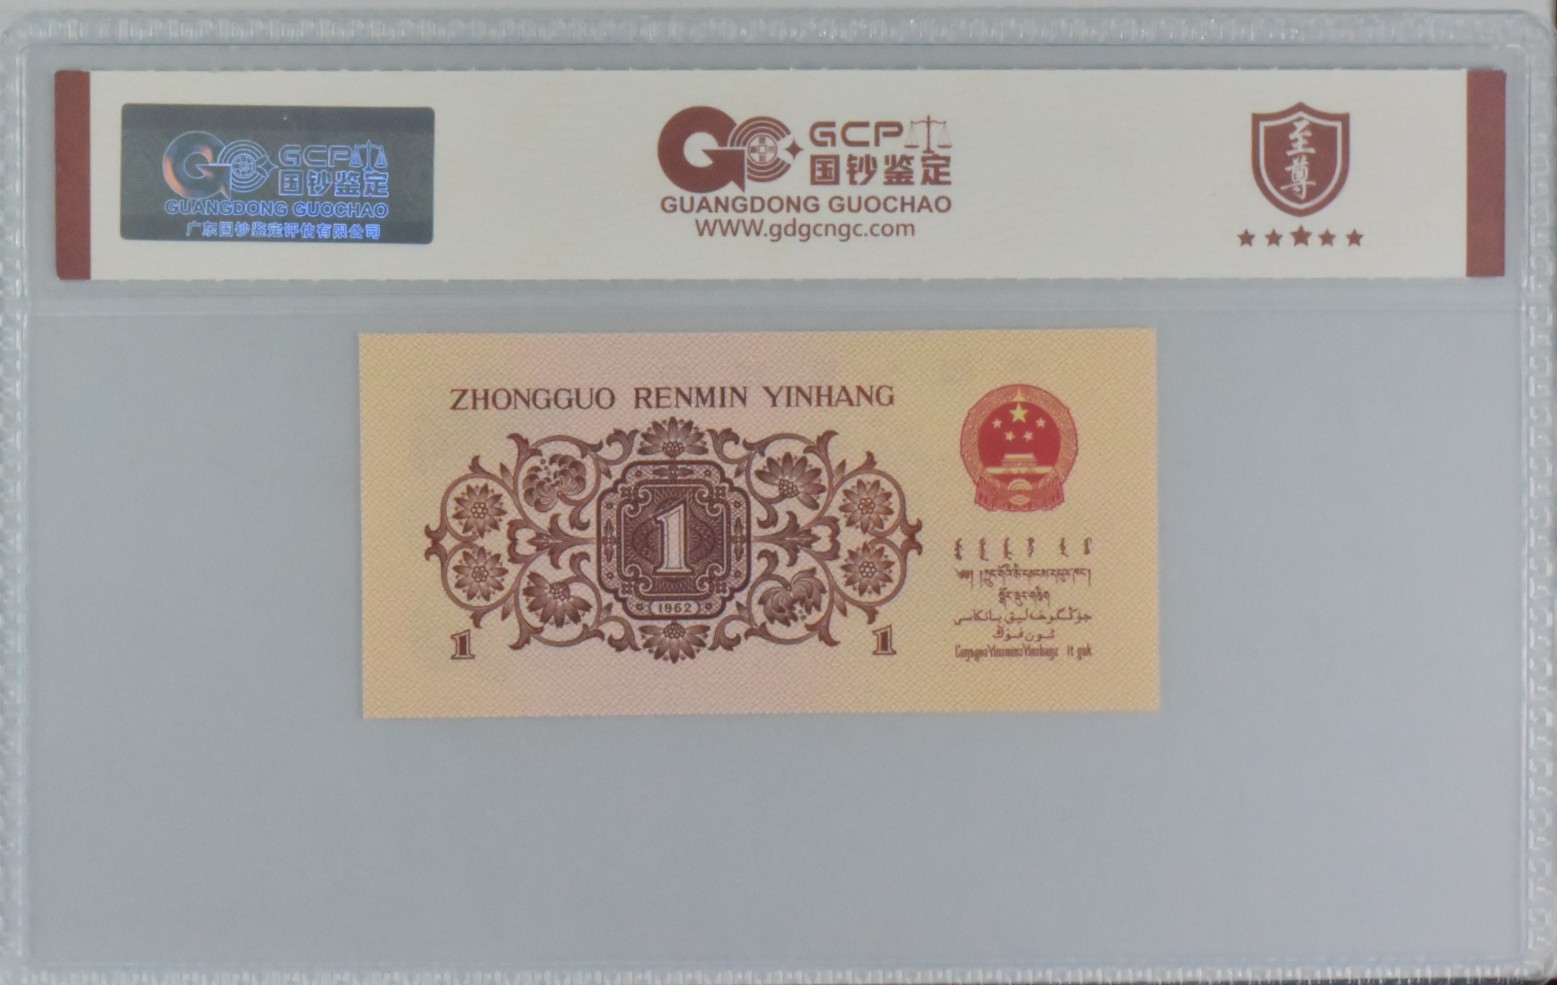 GCP
国钞鉴定
GUANGDONG GUOCHAO
广东国钞鉴定评估有限公司
GCP
国钞鉴定
GUANGDONG GUOCHAO
WWW.gdgcngc.com
至尊
ZHONGGUO RENMIN YINHANG
1
(1962)
1
1
جۇڭگوخەلىق بانكاسى